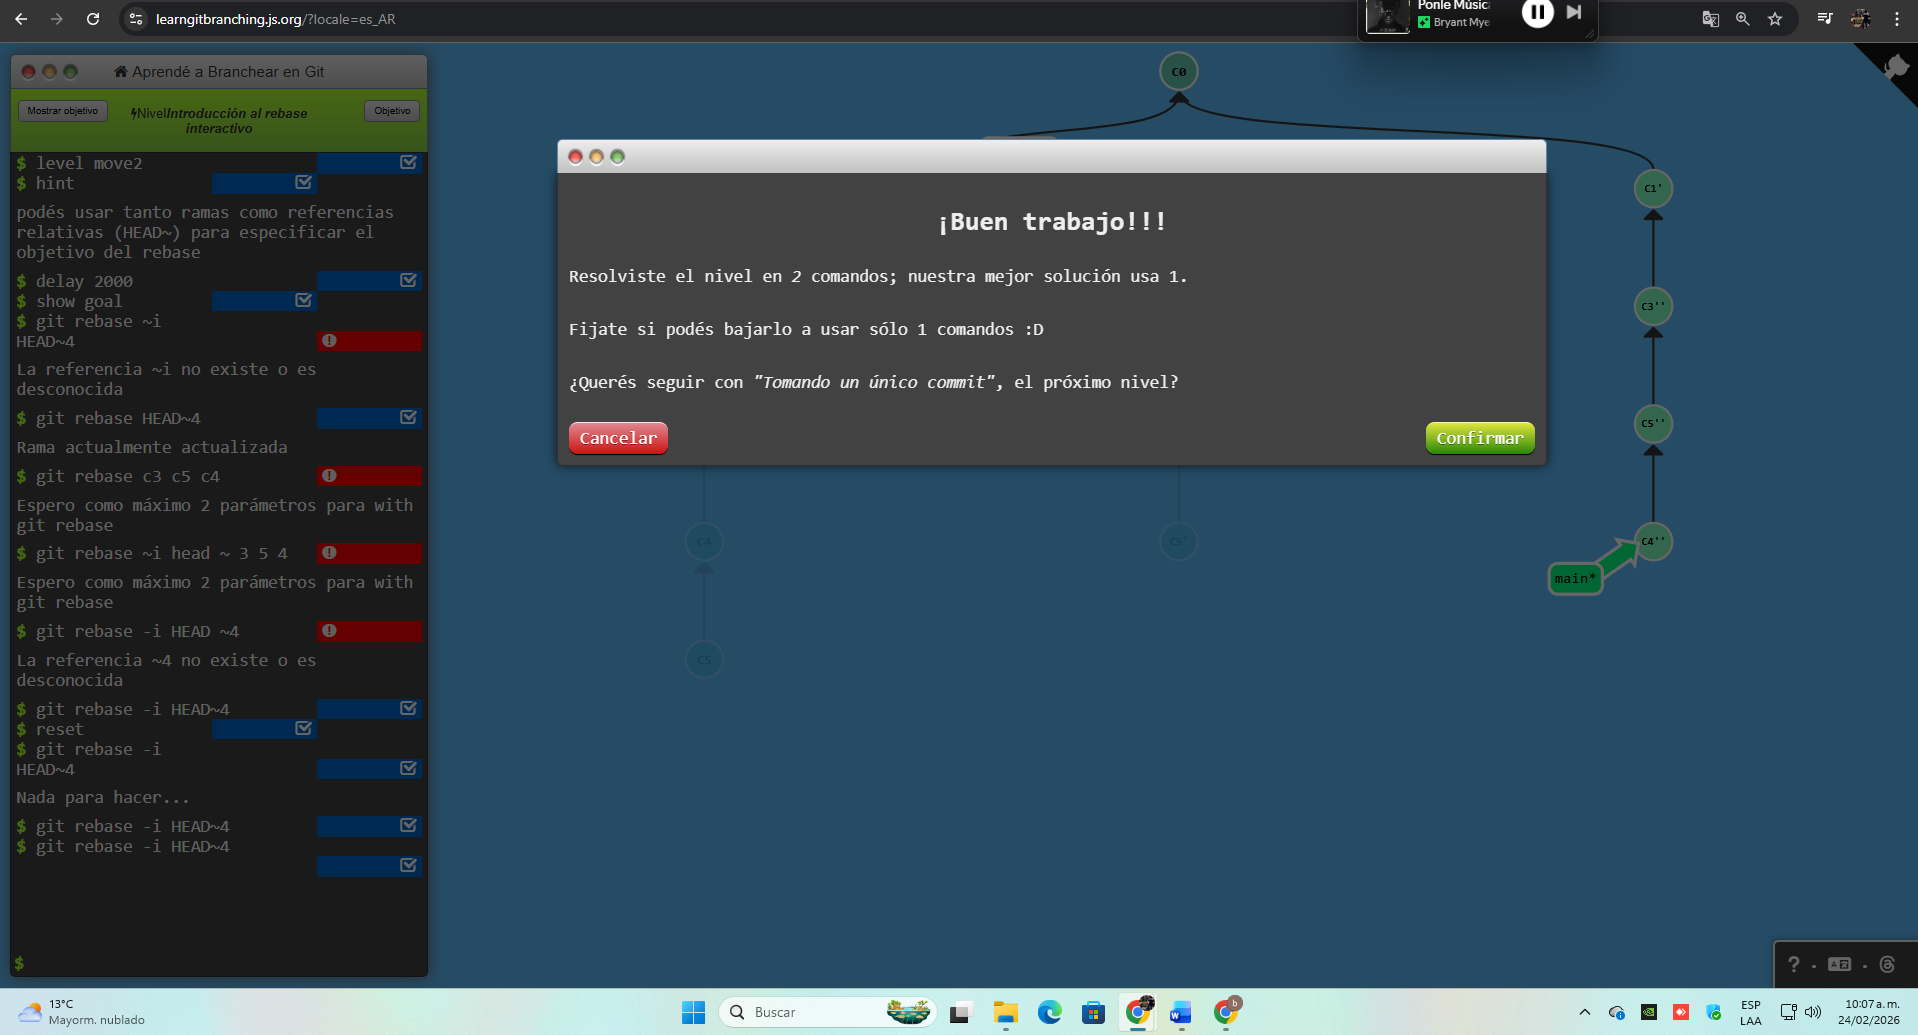 learngitbranching.js.org/?locale=es_AR
Ponle Músic
Bryant Mye
Aprendé a Branchear en Git
Mostrar objetivo
NivelIntroducción al rebase
interactivo
Objetivo
$ level move2
$ hint
podés usar tanto ramas como referencias
relativas (HEAD~) para especificar el
objetivo del rebase
$ delay 2000
$ show goal
$ git rebase ~i
HEAD~4
La referencia ~i no existe o es
desconocida
$ git rebase HEAD~4
Rama actualmente actualizada
$ git rebase c3 c5 c4
Espero como máximo 2 parámetros para with
git rebase
$ git rebase ~i head ~ 3 5 4
Espero como máximo 2 parámetros para with
git rebase
$ git rebase -i HEAD ~4
La referencia ~4 no existe o es
desconocida
$ git rebase -i HEAD~4
$ reset
$ git rebase -i
HEAD~4
Nada para hacer...
$ git rebase -i HEAD~4
$ git rebase -i HEAD~4
$
¡Buen trabajo!!!
Resolviste el nivel en 2 comandos; nuestra mejor solución usa 1.
Fijate si podés bajarlo a usar sólo 1 comandos :D
¿Querés seguir con "Tomando un único commit", el próximo nivel?
Cancelar
Confirmar
C0
C1'
C3''
C5''
C4''
main*
C4
C5'
C5
?
13°C
Mayorm. nublado
Buscar
b
ESP
LAA
10:07 a. m.
24/02/2026